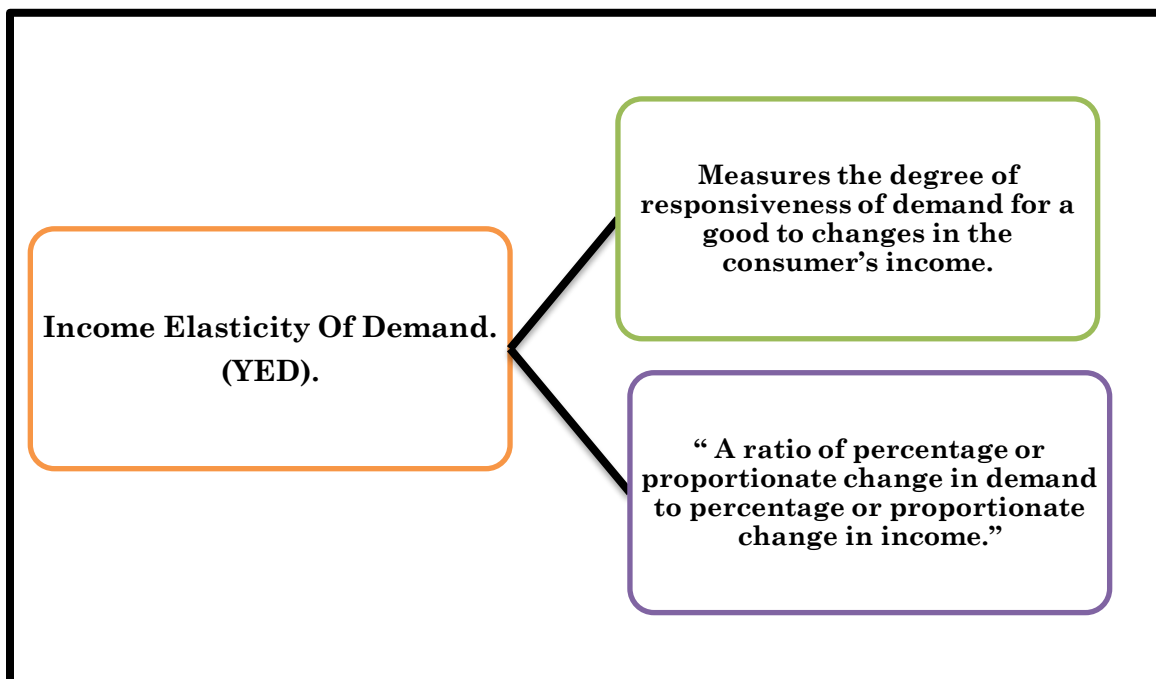 Income Elasticity Of Demand.
(YED).
Measures the degree of
responsiveness of demand for a
good to changes in the
consumer’s income.
“ A ratio of percentage or
proportionate change in demand
to percentage or proportionate
change in income.”